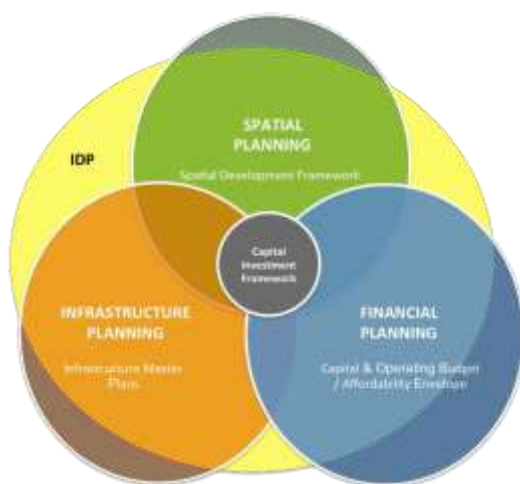 SPATIAL
PLANNING
IDP
Spatial Development Framework
Capital
Investment
Framework
INFRASTRUCTURE
PLANNING
Infrastructure Master
Plans
FINANCIAL
PLANNING
Capital & Operating Budget
/ Affordability Envelope